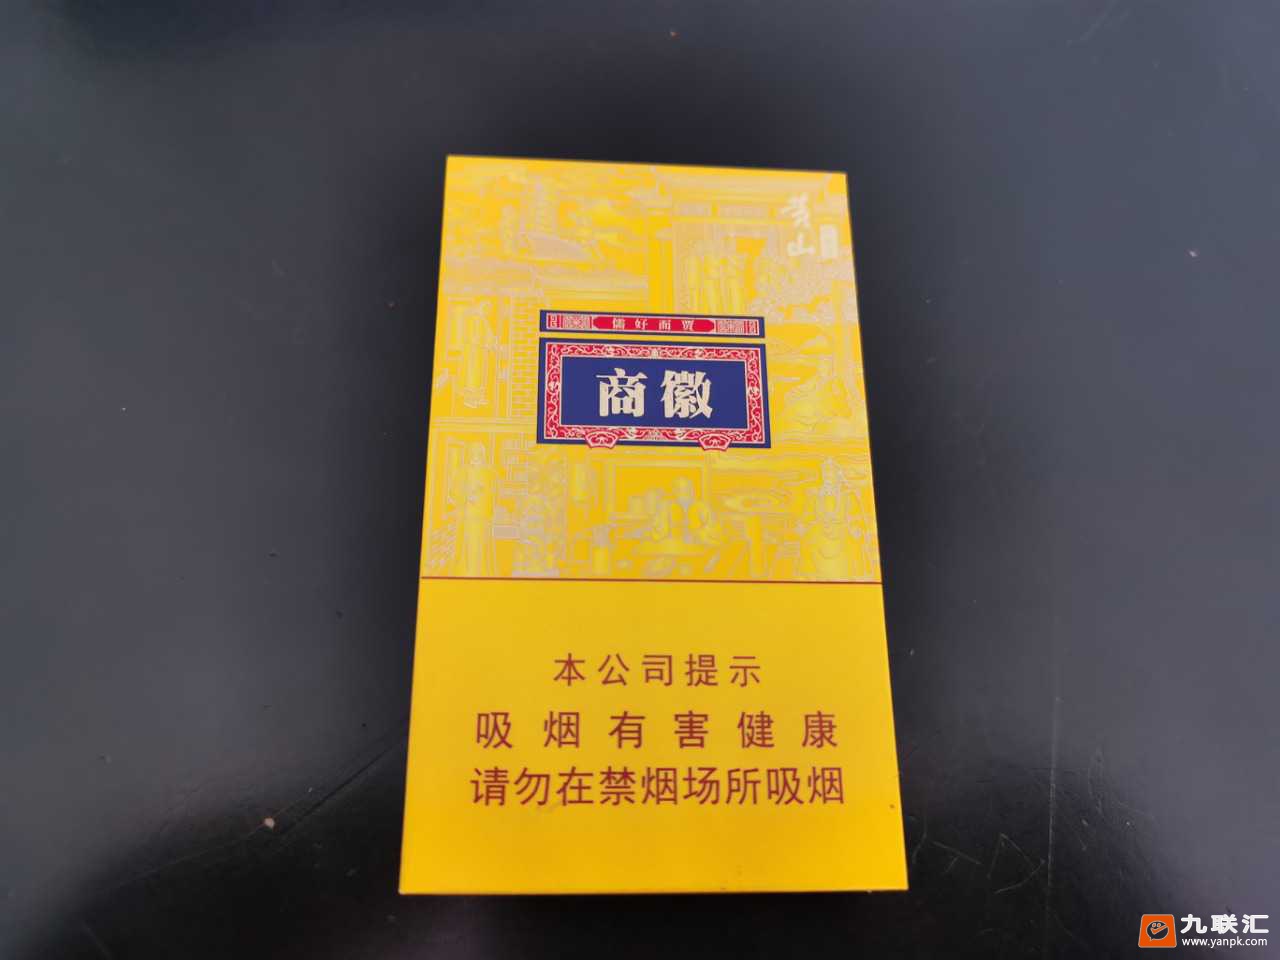 黄山
儒好而贾
商徽
本公司提示
吸烟有害健康
请勿在禁烟场所吸烟
九联汇
www.yanpk.com